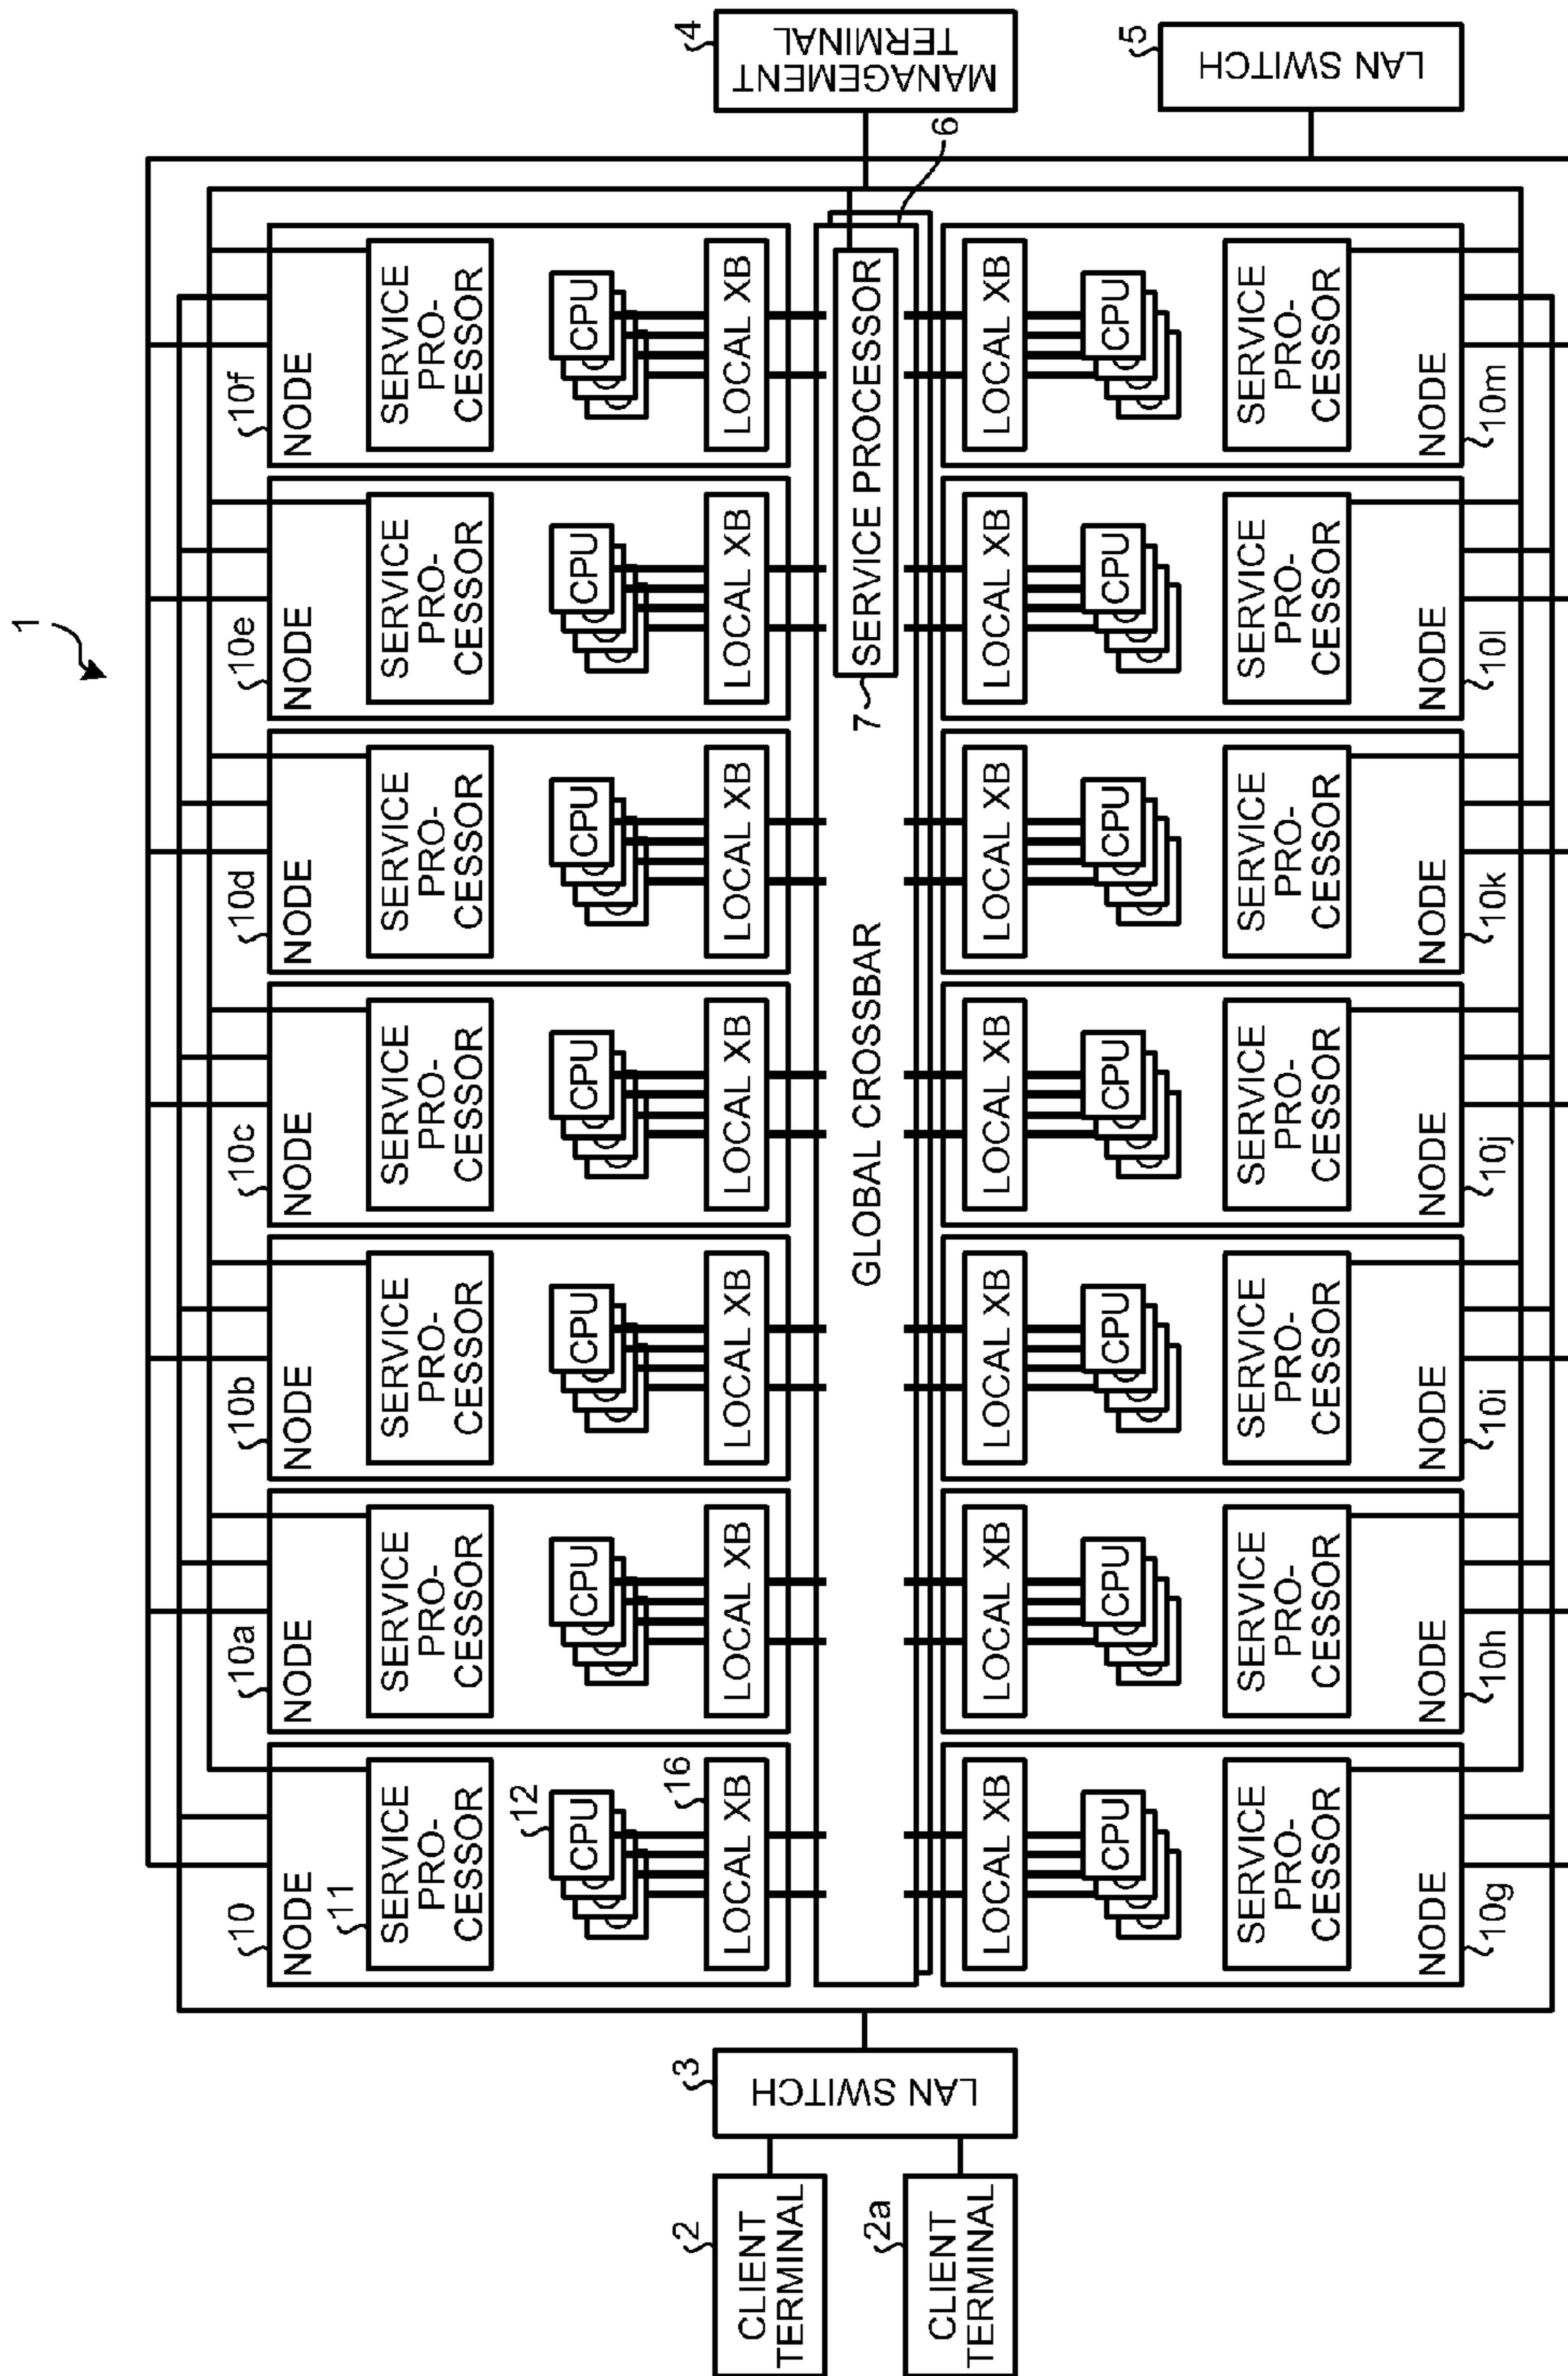 1
2
CLIENT
TERMINAL
2a
CLIENT
TERMINAL
3
LAN SWITCH
4
MANAGEMENT
TERMINAL
5
LAN SWITCH
10
NODE
11
SERVICE
PRO-
CESSOR
12
CPU
16
LOCAL XB
10a
NODE
SERVICE
PRO-
CESSOR
CPU
LOCAL XB
10b
NODE
SERVICE
PRO-
CESSOR
CPU
LOCAL XB
10c
NODE
SERVICE
PRO-
CESSOR
CPU
LOCAL XB
10d
NODE
SERVICE
PRO-
CESSOR
CPU
LOCAL XB
10e
NODE
SERVICE
PRO-
CESSOR
CPU
LOCAL XB
10f
NODE
SERVICE
PRO-
CESSOR
CPU
LOCAL XB
GLOBAL CROSSBAR
7
SERVICE PROCESSOR
6
LOCAL XB
CPU
SERVICE
PRO-
CESSOR
NODE
10g
LOCAL XB
CPU
SERVICE
PRO-
CESSOR
NODE
10h
LOCAL XB
CPU
SERVICE
PRO-
CESSOR
NODE
10i
LOCAL XB
CPU
SERVICE
PRO-
CESSOR
NODE
10j
LOCAL XB
CPU
SERVICE
PRO-
CESSOR
NODE
10k
LOCAL XB
CPU
SERVICE
PRO-
CESSOR
NODE
10l
LOCAL XB
CPU
SERVICE
PRO-
CESSOR
NODE
10m